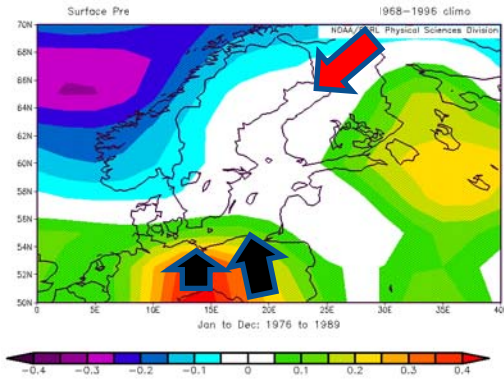 Surface Pre 1968-1996 climo
NOAA/ RL Physical Sciences Division
70N
68N
66N
64N
62N
60N
58N
56N
54N
52N
50N
0 5E 10E 15E 20E 25E 30E 35E 40
Jan to Dec: 1976 to 1989
-0.4 -0.3 -0.2 -0.1 0 0.1 0.2 0.3 0.4